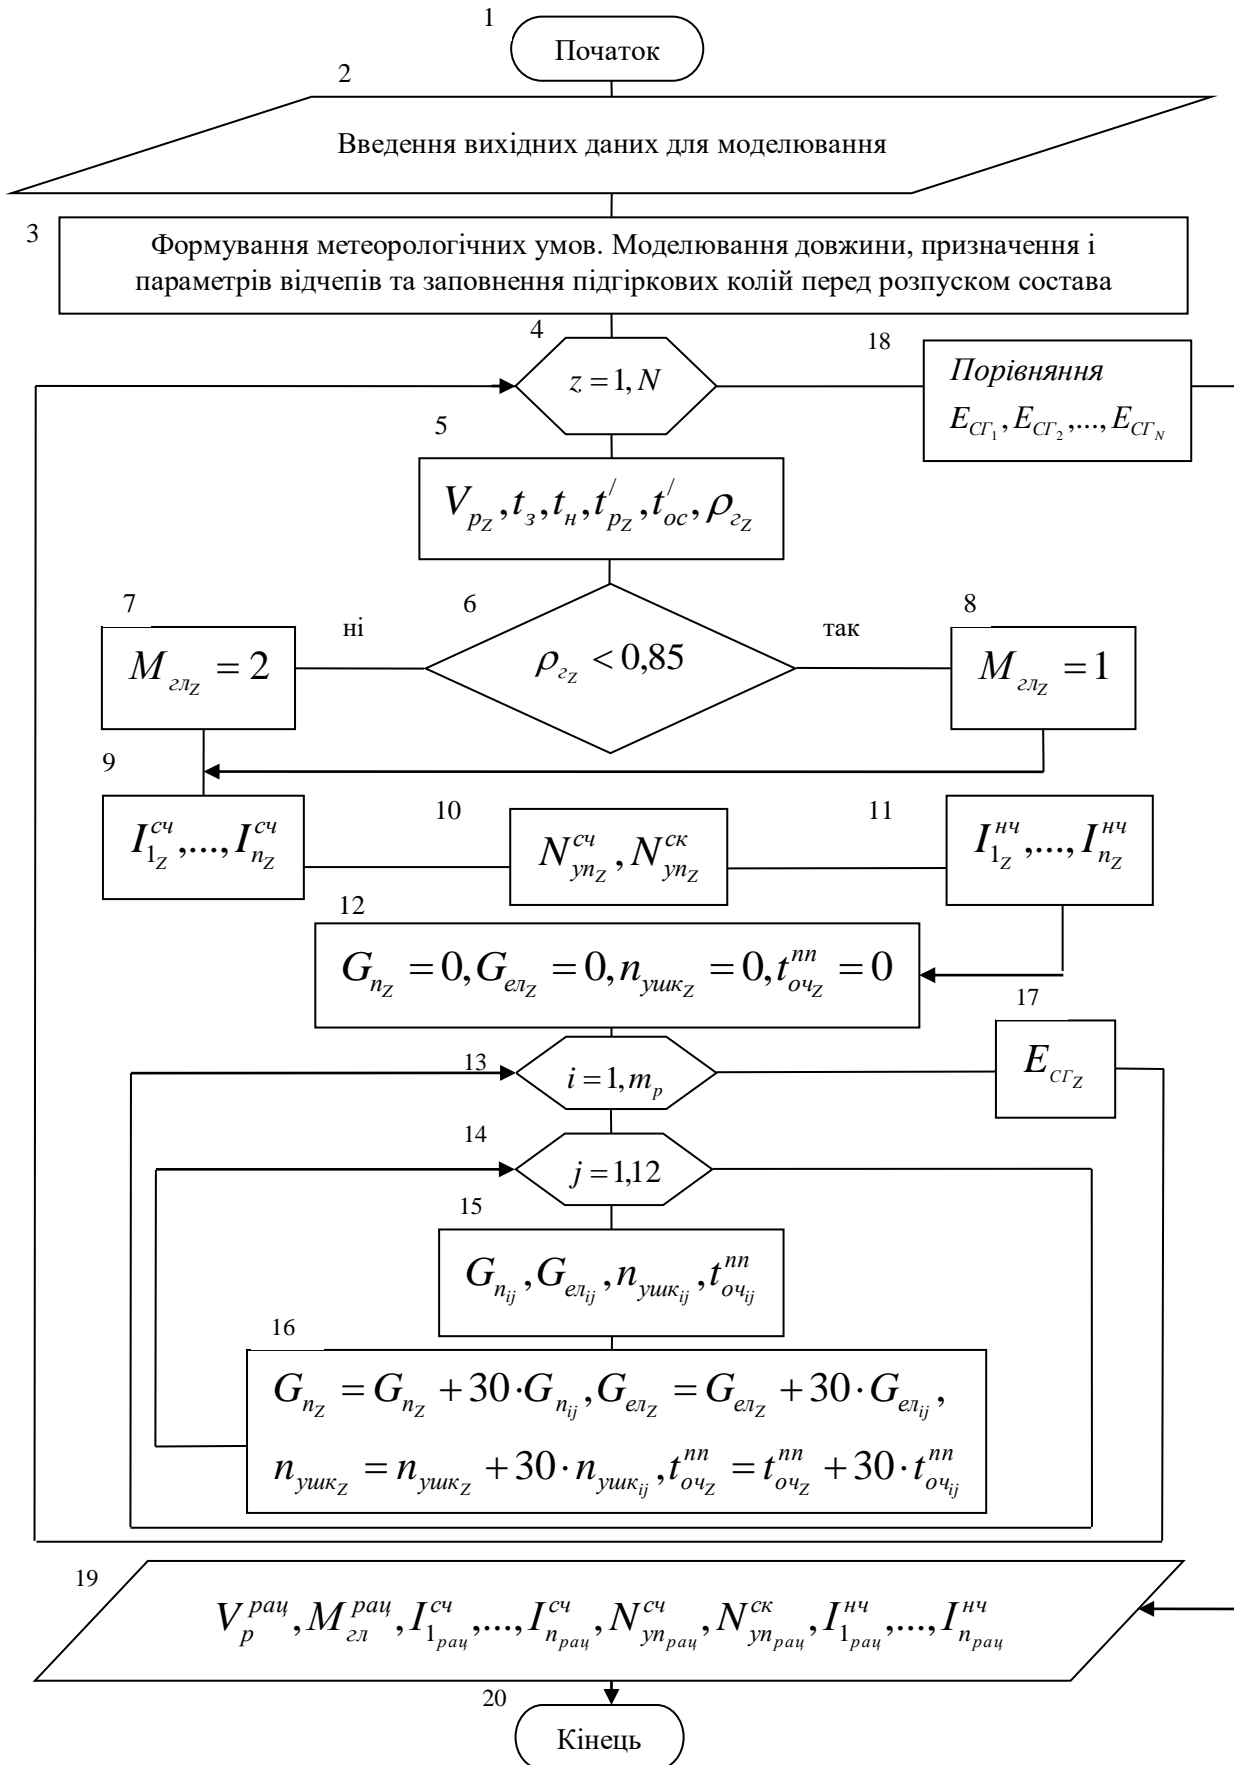 1
Початок
2
Введення вихідних даних для моделювання
3
Формування метеорологічних умов. Моделювання довжини, призначення і
параметрів відчепів та заповнення підгіркових колій перед розпуском состава
4
z = 1, N
18
Порівняння
E_{СГ_1}, E_{СГ_2}, ..., E_{СГ_N}
5
V_{p_Z}, t_з, t_н, t^/_{p_Z}, t^/_{ос}, ρ_{г_Z}
6
ρ_{г_Z} < 0,85
ні
так
7
M_{гл_Z} = 2
8
M_{гл_Z} = 1
9
I^{сч}_{1_Z}, ..., I^{сч}_{n_Z}
10
N^{сч}_{уп_Z}, N^{ск}_{уп_Z}
11
I^{нч}_{1_Z}, ..., I^{нч}_{n_Z}
12
G_{п_Z} = 0, G_{ел_Z} = 0, n_{ушк_Z} = 0, t^{пп}_{оч_Z} = 0
13
i = 1, m_p
17
E_{СГ_Z}
14
j = 1,12
15
G_{п_{ij}}, G_{ел_{ij}}, n_{ушк_{ij}}, t^{пп}_{оч_{ij}}
16
G_{п_Z} = G_{п_Z} + 30 · G_{п_{ij}}, G_{ел_Z} = G_{ел_Z} + 30 · G_{ел_{ij}},
n_{ушк_Z} = n_{ушк_Z} + 30 · n_{ушк_{ij}}, t^{пп}_{оч_Z} = t^{пп}_{оч_Z} + 30 · t^{пп}_{оч_{ij}}
19
V^{рац}_p, M^{рац}_{гл}, I^{сч}_{1_{рац}}, ..., I^{сч}_{n_{рац}}, N^{сч}_{уп_{рац}}, N^{ск}_{уп_{рац}}, I^{нч}_{1_{рац}}, ..., I^{нч}_{n_{рац}}
20
Кінець